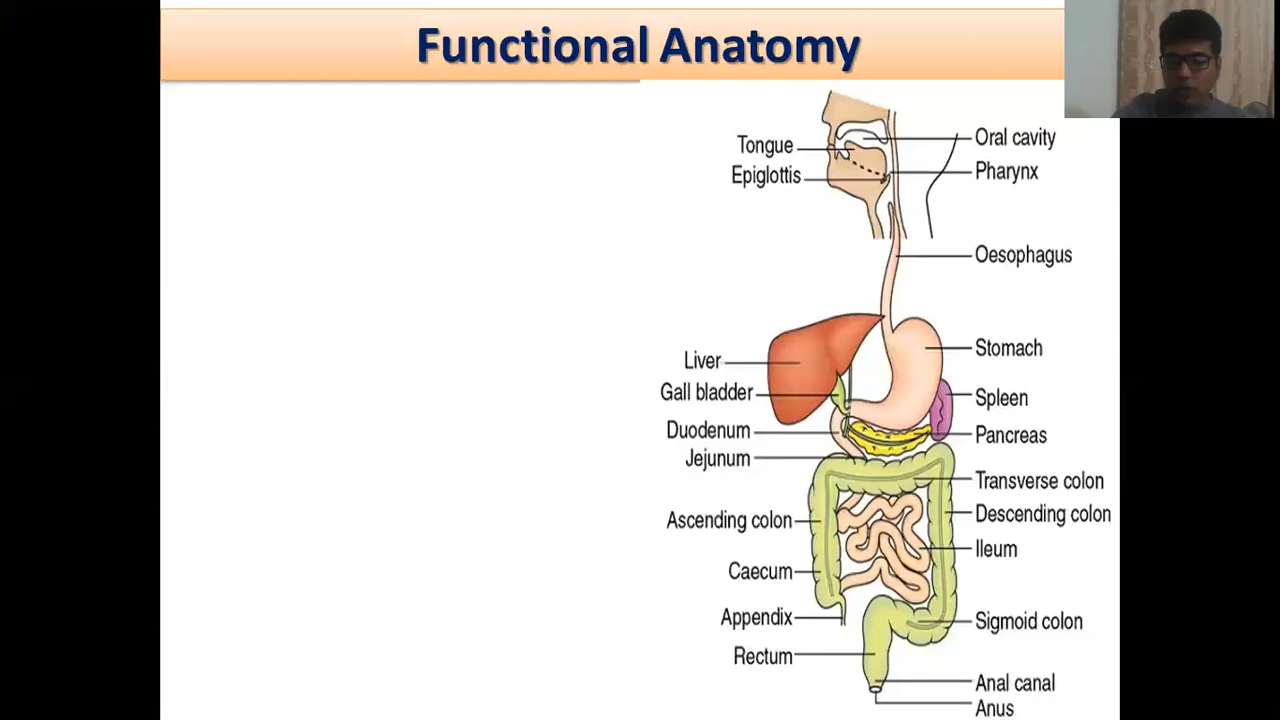 Functional Anatomy
Tongue
Epiglottis
Oral cavity
Pharynx
Oesophagus
Liver
Gall bladder
Duodenum
Jejunum
Stomach
Spleen
Pancreas
Transverse colon
Ascending colon
Descending colon
Ileum
Caecum
Appendix
Sigmoid colon
Rectum
Anal canal
Anus